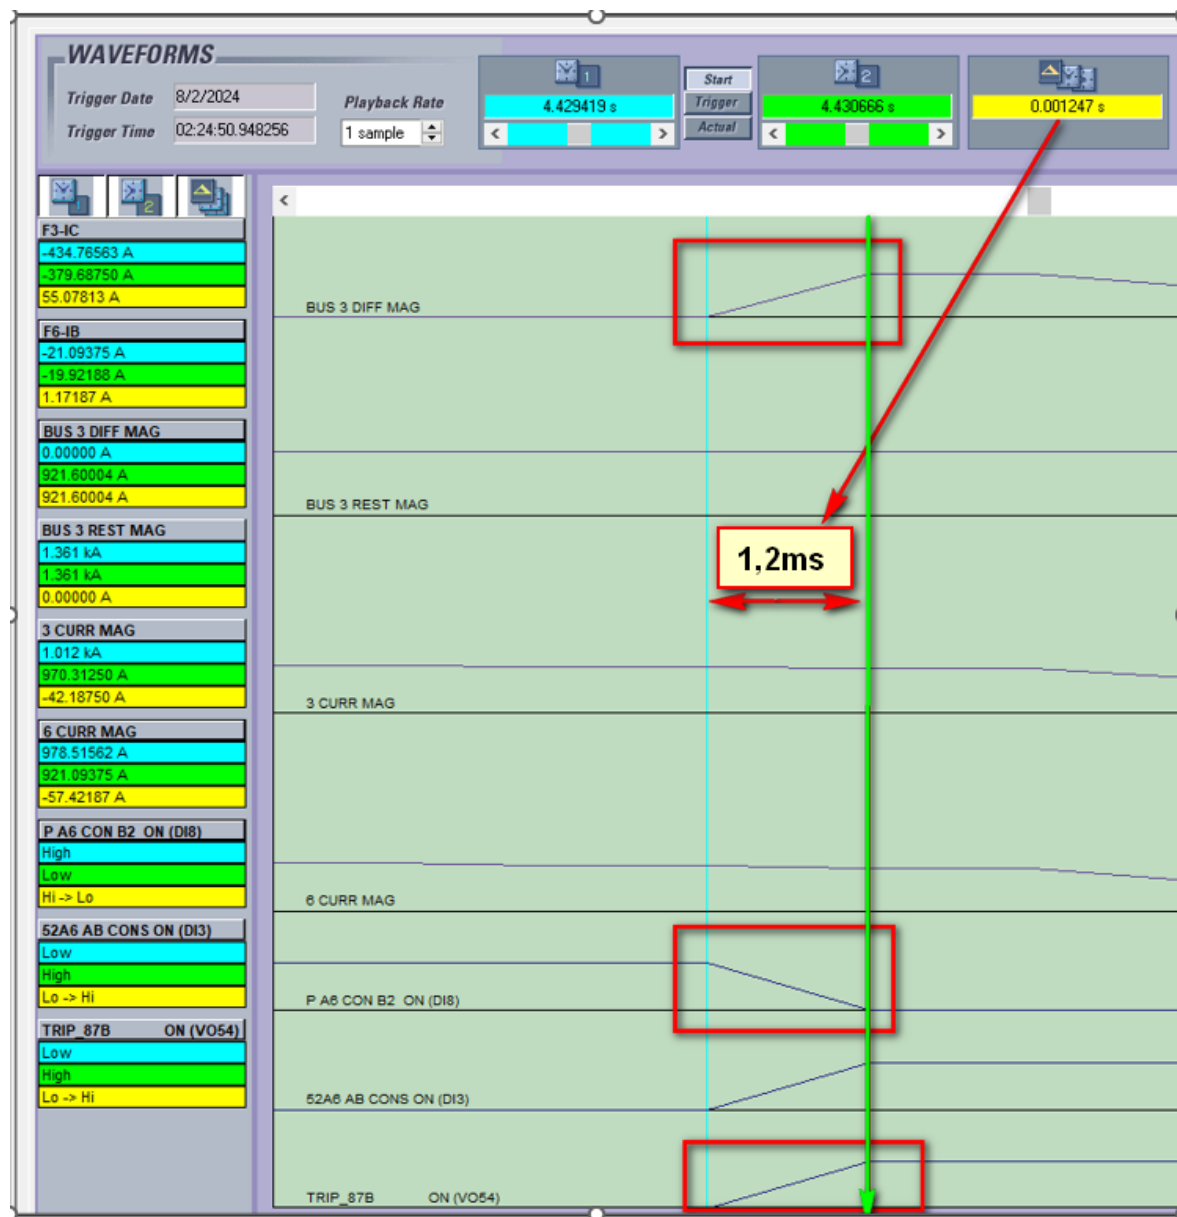 WAVEFORMS
Trigger Date 8/2/2024
Trigger Time 02:24:50.948256
Playback Rate
1 sample
1
4.429419 s
Start
Trigger
Actual
2
4.430666 s
0.001247 s
1
2
F3-IC
-434.76563 A
-379.68750 A
55.07813 A
F6-IB
-21.09375 A
-19.92188 A
1.17187 A
BUS 3 DIFF MAG
0.00000 A
921.60004 A
921.60004 A
BUS 3 REST MAG
1.361 kA
1.361 kA
0.00000 A
3 CURR MAG
1.012 kA
970.31250 A
-42.18750 A
6 CURR MAG
978.51562 A
921.09375 A
-57.42187 A
P A6 CON B2 ON (DI8)
High
Low
Hi -> Lo
52A6 AB CONS ON (DI3)
Low
High
Lo -> Hi
TRIP_87B ON (VO54)
Low
High
Lo -> Hi
BUS 3 DIFF MAG
BUS 3 REST MAG
1,2ms
3 CURR MAG
6 CURR MAG
P A6 CON B2 ON (DI8)
52A6 AB CONS ON (DI3)
TRIP_87B ON (VO54)